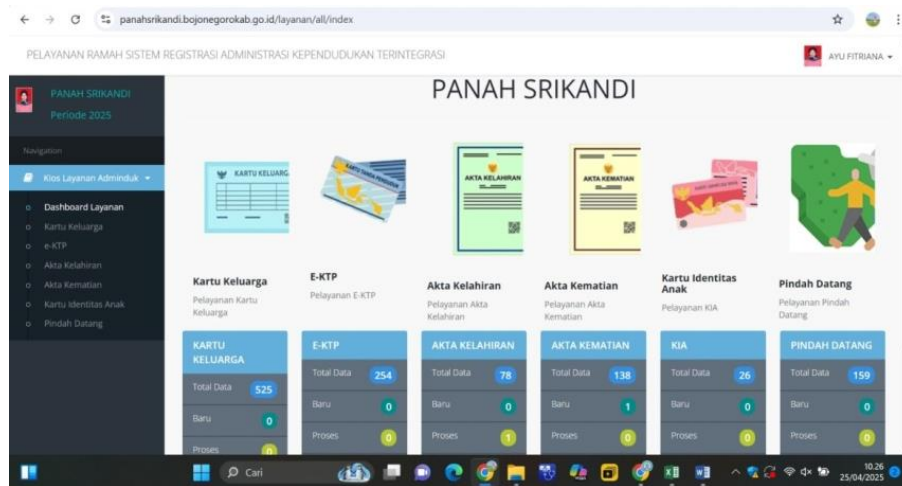 panahsrikandi.bojonegorokab.go.id/layanan/all/index
PELAYANAN RAMAH SISTEM REGISTRASI ADMINISTRASI KEPENDUDUKAN TERINTEGRASI
AYU FITRIANA
PANAH SRIKANDI
Periode 2025
Navigation
Kios Layanan Adminduk
Dashboard Layanan
Kartu Keluarga
e-KTP
Akta Kelahiran
Akta Kematian
Kartu Identitas Anak
Pindah Datang
PANAH SRIKANDI
KARTU KELUARG
AKTA KELAHIRAN
AKTA KEMATIAN
Kartu Keluarga
Pelayanan Kartu
Keluarga
E-KTP
Pelayanan E-KTP
Akta Kelahiran
Pelayanan Akta
Kelahiran
Akta Kematian
Pelayanan Akta
Kematian
Kartu Identitas
Anak
Pelayanan KIA
Pindah Datang
Pelayanan Pindah
Datang
KARTU
KELUARGA
Total Data 525
Baru 0
Proses 0
E-KTP
Total Data 254
Baru 0
Proses 0
AKTA KELAHIRAN
Total Data 78
Baru 0
Proses 1
AKTA KEMATIAN
Total Data 138
Baru 1
Proses 0
KIA
Total Data 26
Baru 0
Proses 0
PINDAH DATANG
Total Data 159
Baru 0
Proses 0
Cari
10.26
25/04/2025